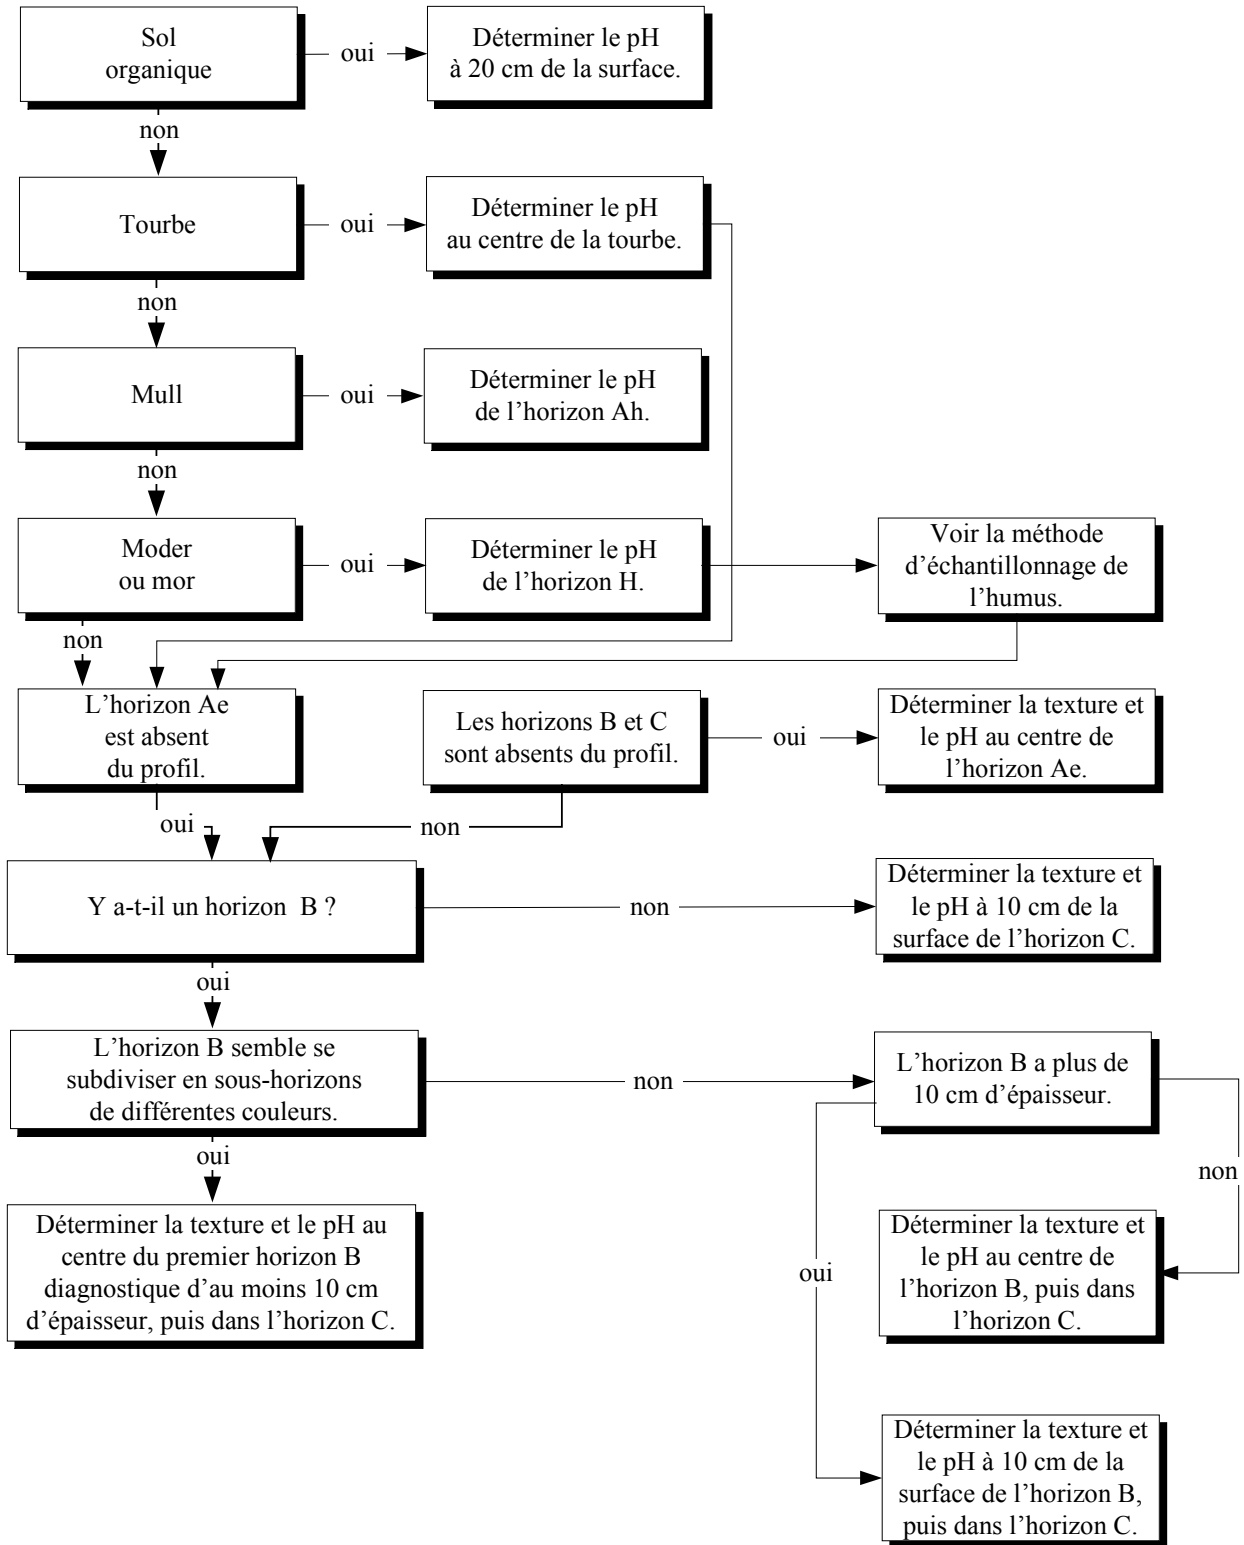 Sol
organique
oui
Déterminer le pH
à 20 cm de la surface.
non
Tourbe
oui
Déterminer le pH
au centre de la tourbe.
non
Mull
oui
Déterminer le pH
de l’horizon Ah.
non
Moder
ou mor
oui
Déterminer le pH
de l’horizon H.
Voir la méthode
d'échantillonnage de
l’humus.
non
L’horizon Ae
est absent
du profil.
Les horizons B et C
sont absents du profil.
oui
Déterminer la texture et
le pH au centre de
l’horizon Ae.
oui
non
Y a-t-il un horizon B ?
non
Déterminer la texture et
le pH à 10 cm de la
surface de l’horizon C.
oui
L’horizon B semble se
subdiviser en sous-horizons
de différentes couleurs.
non
L’horizon B a plus de
10 cm d’épaisseur.
oui
non
Déterminer la texture et le pH au
centre du premier horizon B
diagnostique d’au moins 10 cm
d’épaisseur, puis dans l’horizon C.
oui
Déterminer la texture et
le pH au centre de
l’horizon B, puis dans
l’horizon C.
Déterminer la texture et
le pH à 10 cm de la
surface de l’horizon B,
puis dans l’horizon C.